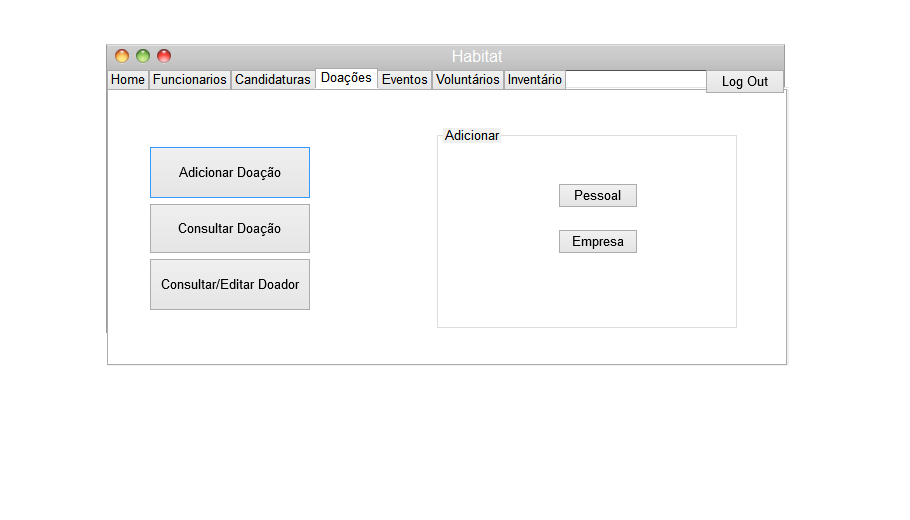 Habitat
Home Funcionarios Candidaturas Doações Eventos Voluntários Inventário Log Out
Adicionar
Adicionar Doação
Pessoal
Consultar Doação
Empresa
Consultar/Editar Doador